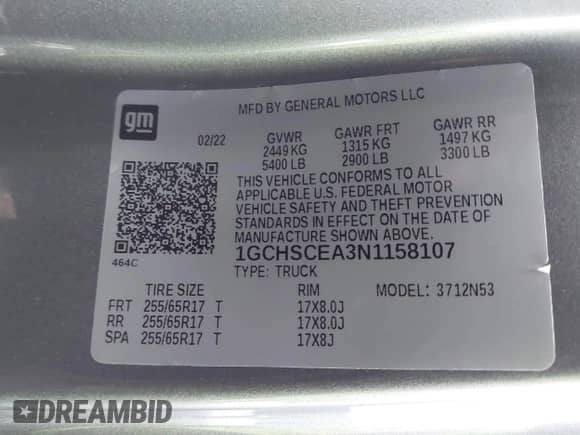 gm
MFD BY GENERAL MOTORS LLC
02/22 GVWR GAWR FRT GAWR RR
2449 KG 1315 KG 1497 KG
5400 LB 2900 LB 3300 LB
THIS VEHICLE CONFORMS TO ALL
APPLICABLE U.S. FEDERAL MOTOR
VEHICLE SAFETY AND THEFT PREVENTION
STANDARDS IN EFFECT ON THE DATE OF
MANUFACTURE SHOWN ABOVE.
464C
1GCHSCEA3N1158107
TYPE: TRUCK
TIRE SIZE RIM MODEL: 3712N53
FRT 255/65R17 T 17X8.0J
RR 255/65R17 T 17X8.0J
SPA 255/65R17 T 17X8J
DREAMBID